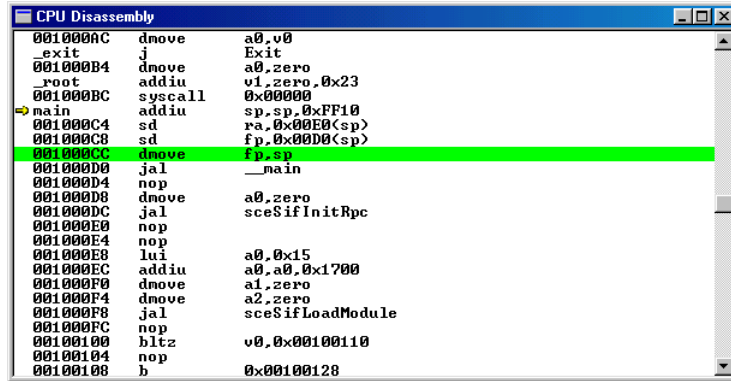 CPU Disassembly
001000AC dmove a0,v0
_exit j Exit
001000B4 dmove a0,zero
_root addiu v1,zero,0x23
001000BC syscall 0x00000
main addiu sp,sp,0xFF10
001000C4 sd ra,0x00E0(sp)
001000C8 sd fp,0x00D0(sp)
001000CC dmove fp,sp
001000D0 jal __main
001000D4 nop
001000D8 dmove a0,zero
001000DC jal sceSifInitRpc
001000E0 nop
001000E4 nop
001000E8 lui a0,0x15
001000EC addiu a0,a0,0x1700
001000F0 dmove a1,zero
001000F4 dmove a2,zero
001000F8 jal sceSifLoadModule
001000FC nop
00100100 bltz v0,0x00100110
00100104 nop
00100108 b 0x00100128